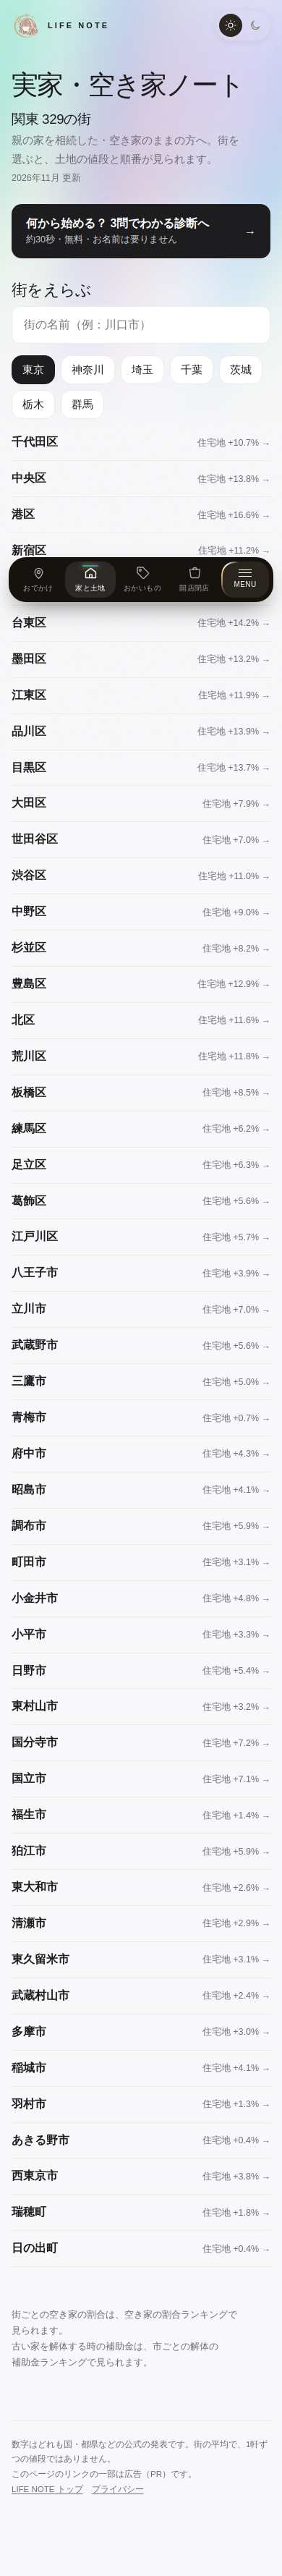 LIFE NOTE
実家・空き家ノート
関東 329の街
親の家を相続した・空き家のままの方へ。街を
選ぶと、土地の値段と順番が見られます。
2026年11月 更新
何から始める？ 3問でわかる診断へ
約30秒・無料・お名前は要りません
→
街をえらぶ
街の名前（例：川口市）
東京 神奈川 埼玉 千葉 茨城
栃木 群馬
千代田区 住宅地 +10.7% →
中央区 住宅地 +13.8% →
港区 住宅地 +16.6% →
新宿区 住宅地 +11.2% →
おでかけ 家と土地 おかいもの 開店閉店 MENU
台東区 住宅地 +14.2% →
墨田区 住宅地 +13.2% →
江東区 住宅地 +11.9% →
品川区 住宅地 +13.9% →
目黒区 住宅地 +13.7% →
大田区 住宅地 +7.9% →
世田谷区 住宅地 +7.0% →
渋谷区 住宅地 +11.0% →
中野区 住宅地 +9.0% →
杉並区 住宅地 +8.2% →
豊島区 住宅地 +12.9% →
北区 住宅地 +11.6% →
荒川区 住宅地 +11.8% →
板橋区 住宅地 +8.5% →
練馬区 住宅地 +6.2% →
足立区 住宅地 +6.3% →
葛飾区 住宅地 +5.6% →
江戸川区 住宅地 +5.7% →
八王子市 住宅地 +3.9% →
立川市 住宅地 +7.0% →
武蔵野市 住宅地 +5.6% →
三鷹市 住宅地 +5.0% →
青梅市 住宅地 +0.7% →
府中市 住宅地 +4.3% →
昭島市 住宅地 +4.1% →
調布市 住宅地 +5.9% →
町田市 住宅地 +3.1% →
小金井市 住宅地 +4.8% →
小平市 住宅地 +3.3% →
日野市 住宅地 +5.4% →
東村山市 住宅地 +3.2% →
国分寺市 住宅地 +7.2% →
国立市 住宅地 +7.1% →
福生市 住宅地 +1.4% →
狛江市 住宅地 +5.9% →
東大和市 住宅地 +2.6% →
清瀬市 住宅地 +2.9% →
東久留米市 住宅地 +3.1% →
武蔵村山市 住宅地 +2.4% →
多摩市 住宅地 +3.0% →
稲城市 住宅地 +4.1% →
羽村市 住宅地 +1.3% →
あきる野市 住宅地 +0.4% →
西東京市 住宅地 +3.8% →
瑞穂町 住宅地 +1.8% →
日の出町 住宅地 +0.4% →
街ごとの空き家の割合は、空き家の割合ランキングで
見られます。
古い家を解体する時の補助金は、市ごとの解体の
補助金ランキングで見られます。
数字はどれも国・都県などの公式の発表です。街の平均で、1軒ず
つの値段ではありません。
このページのリンクの一部は広告（PR）です。
LIFE NOTE トップ プライバシー